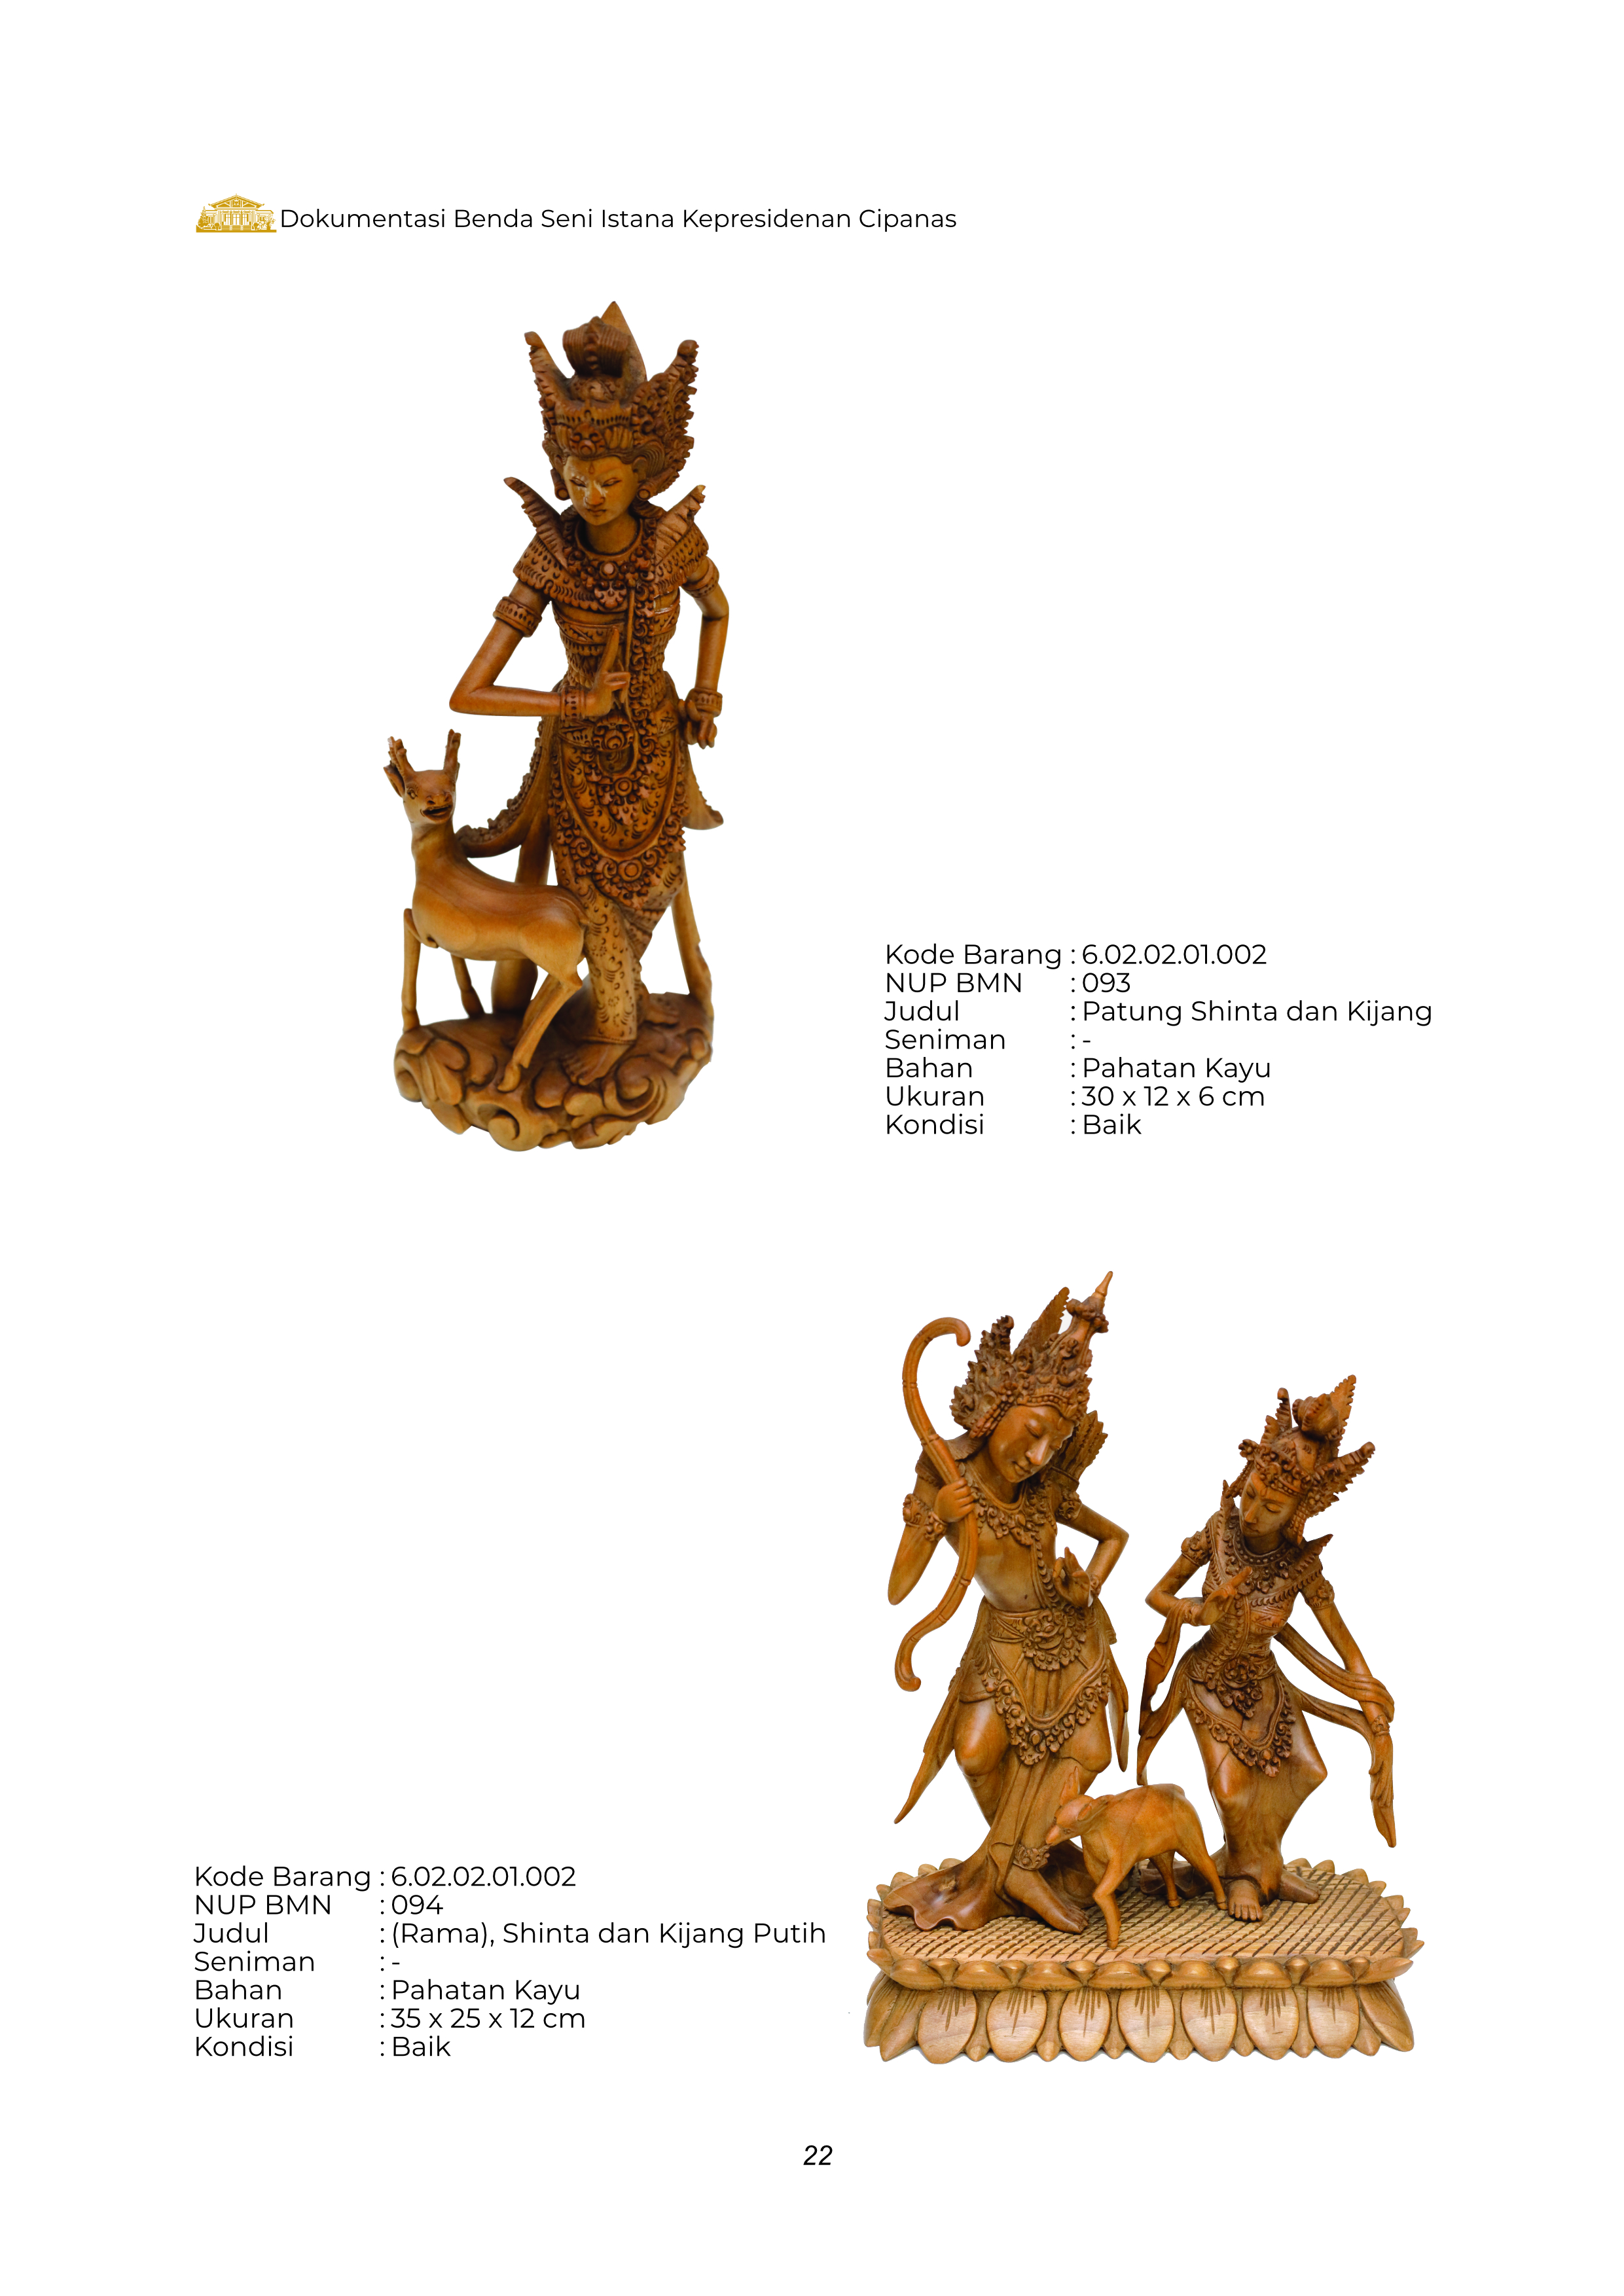 Dokumentasi Benda Seni Istana Kepresidenan Cipanas
Kode Barang : 6.02.02.01.002
NUP BMN : 093
Judul : Patung Shinta dan Kijang
Seniman : -
Bahan : Pahatan Kayu
Ukuran : 30 x 12 x 6 cm
Kondisi : Baik
Kode Barang : 6.02.02.01.002
NUP BMN : 094
Judul : (Rama), Shinta dan Kijang Putih
Seniman : -
Bahan : Pahatan Kayu
Ukuran : 35 x 25 x 12 cm
Kondisi : Baik
22